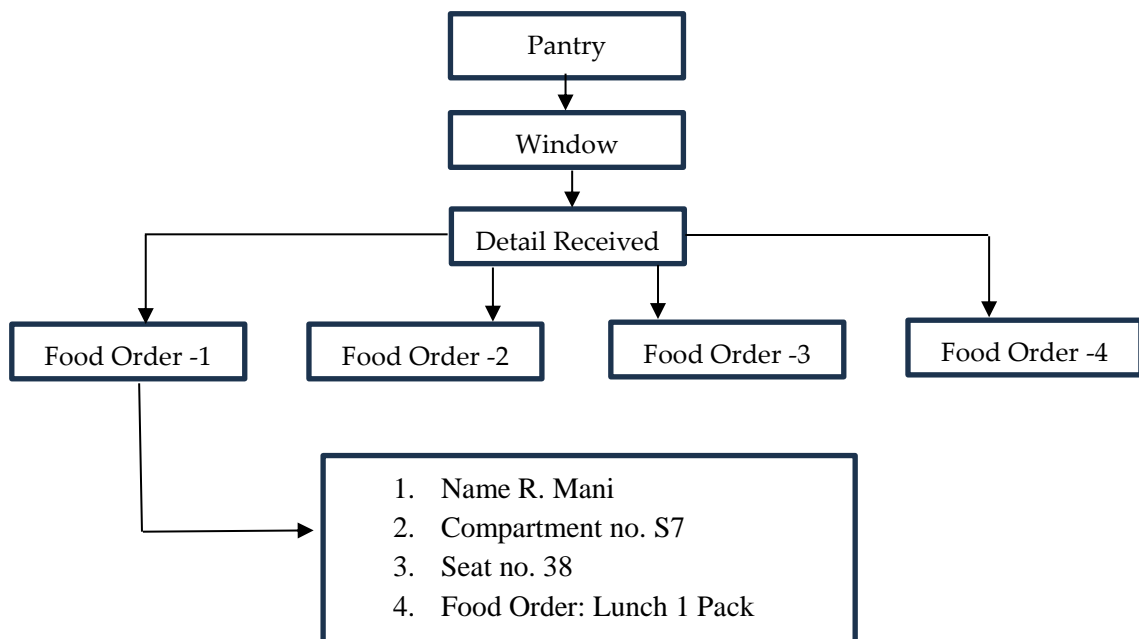 Pantry
Window
Detail Received
Food Order -1
Food Order -2
Food Order -3
Food Order -4
1. Name R. Mani
2. Compartment no. S7
3. Seat no. 38
4. Food Order: Lunch 1 Pack